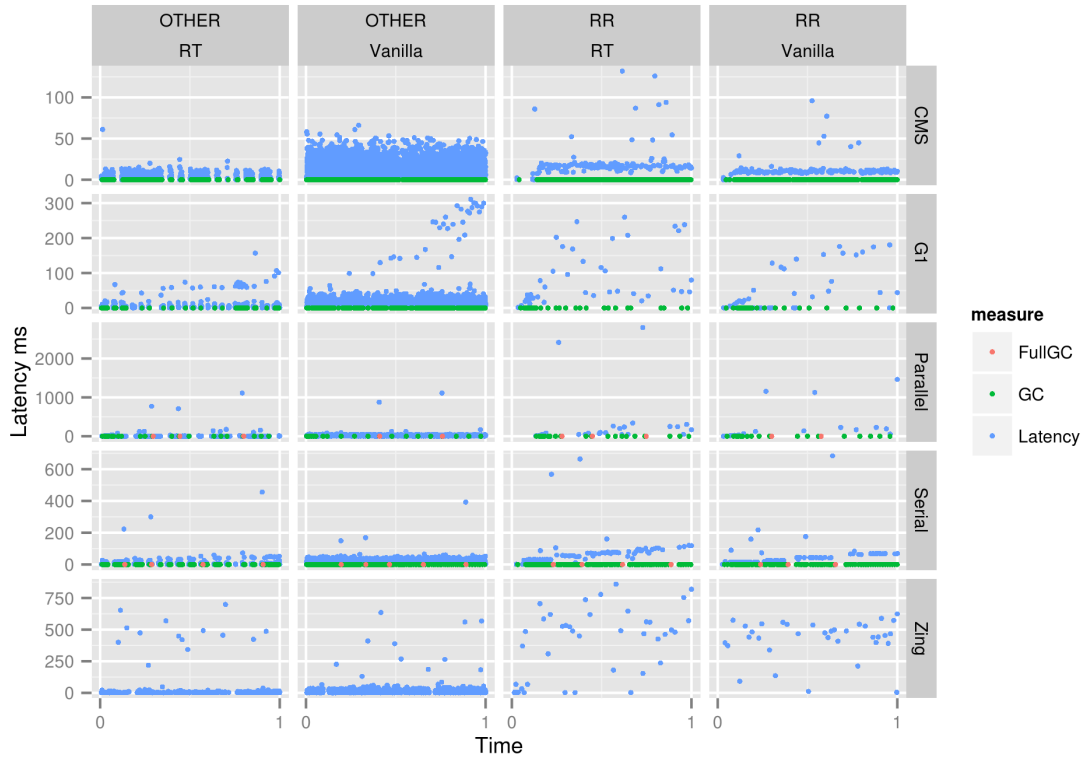 OTHER OTHER RR RR
RT Vanilla RT Vanilla
100
50
0
CMS
300
200
100
0
G1
2000
1000
0
Parallel
600
400
200
0
Serial
750
500
250
0
Zing
0 1 0 1 0 1 0 1
Time
Latency ms
measure
FullGC
GC
Latency